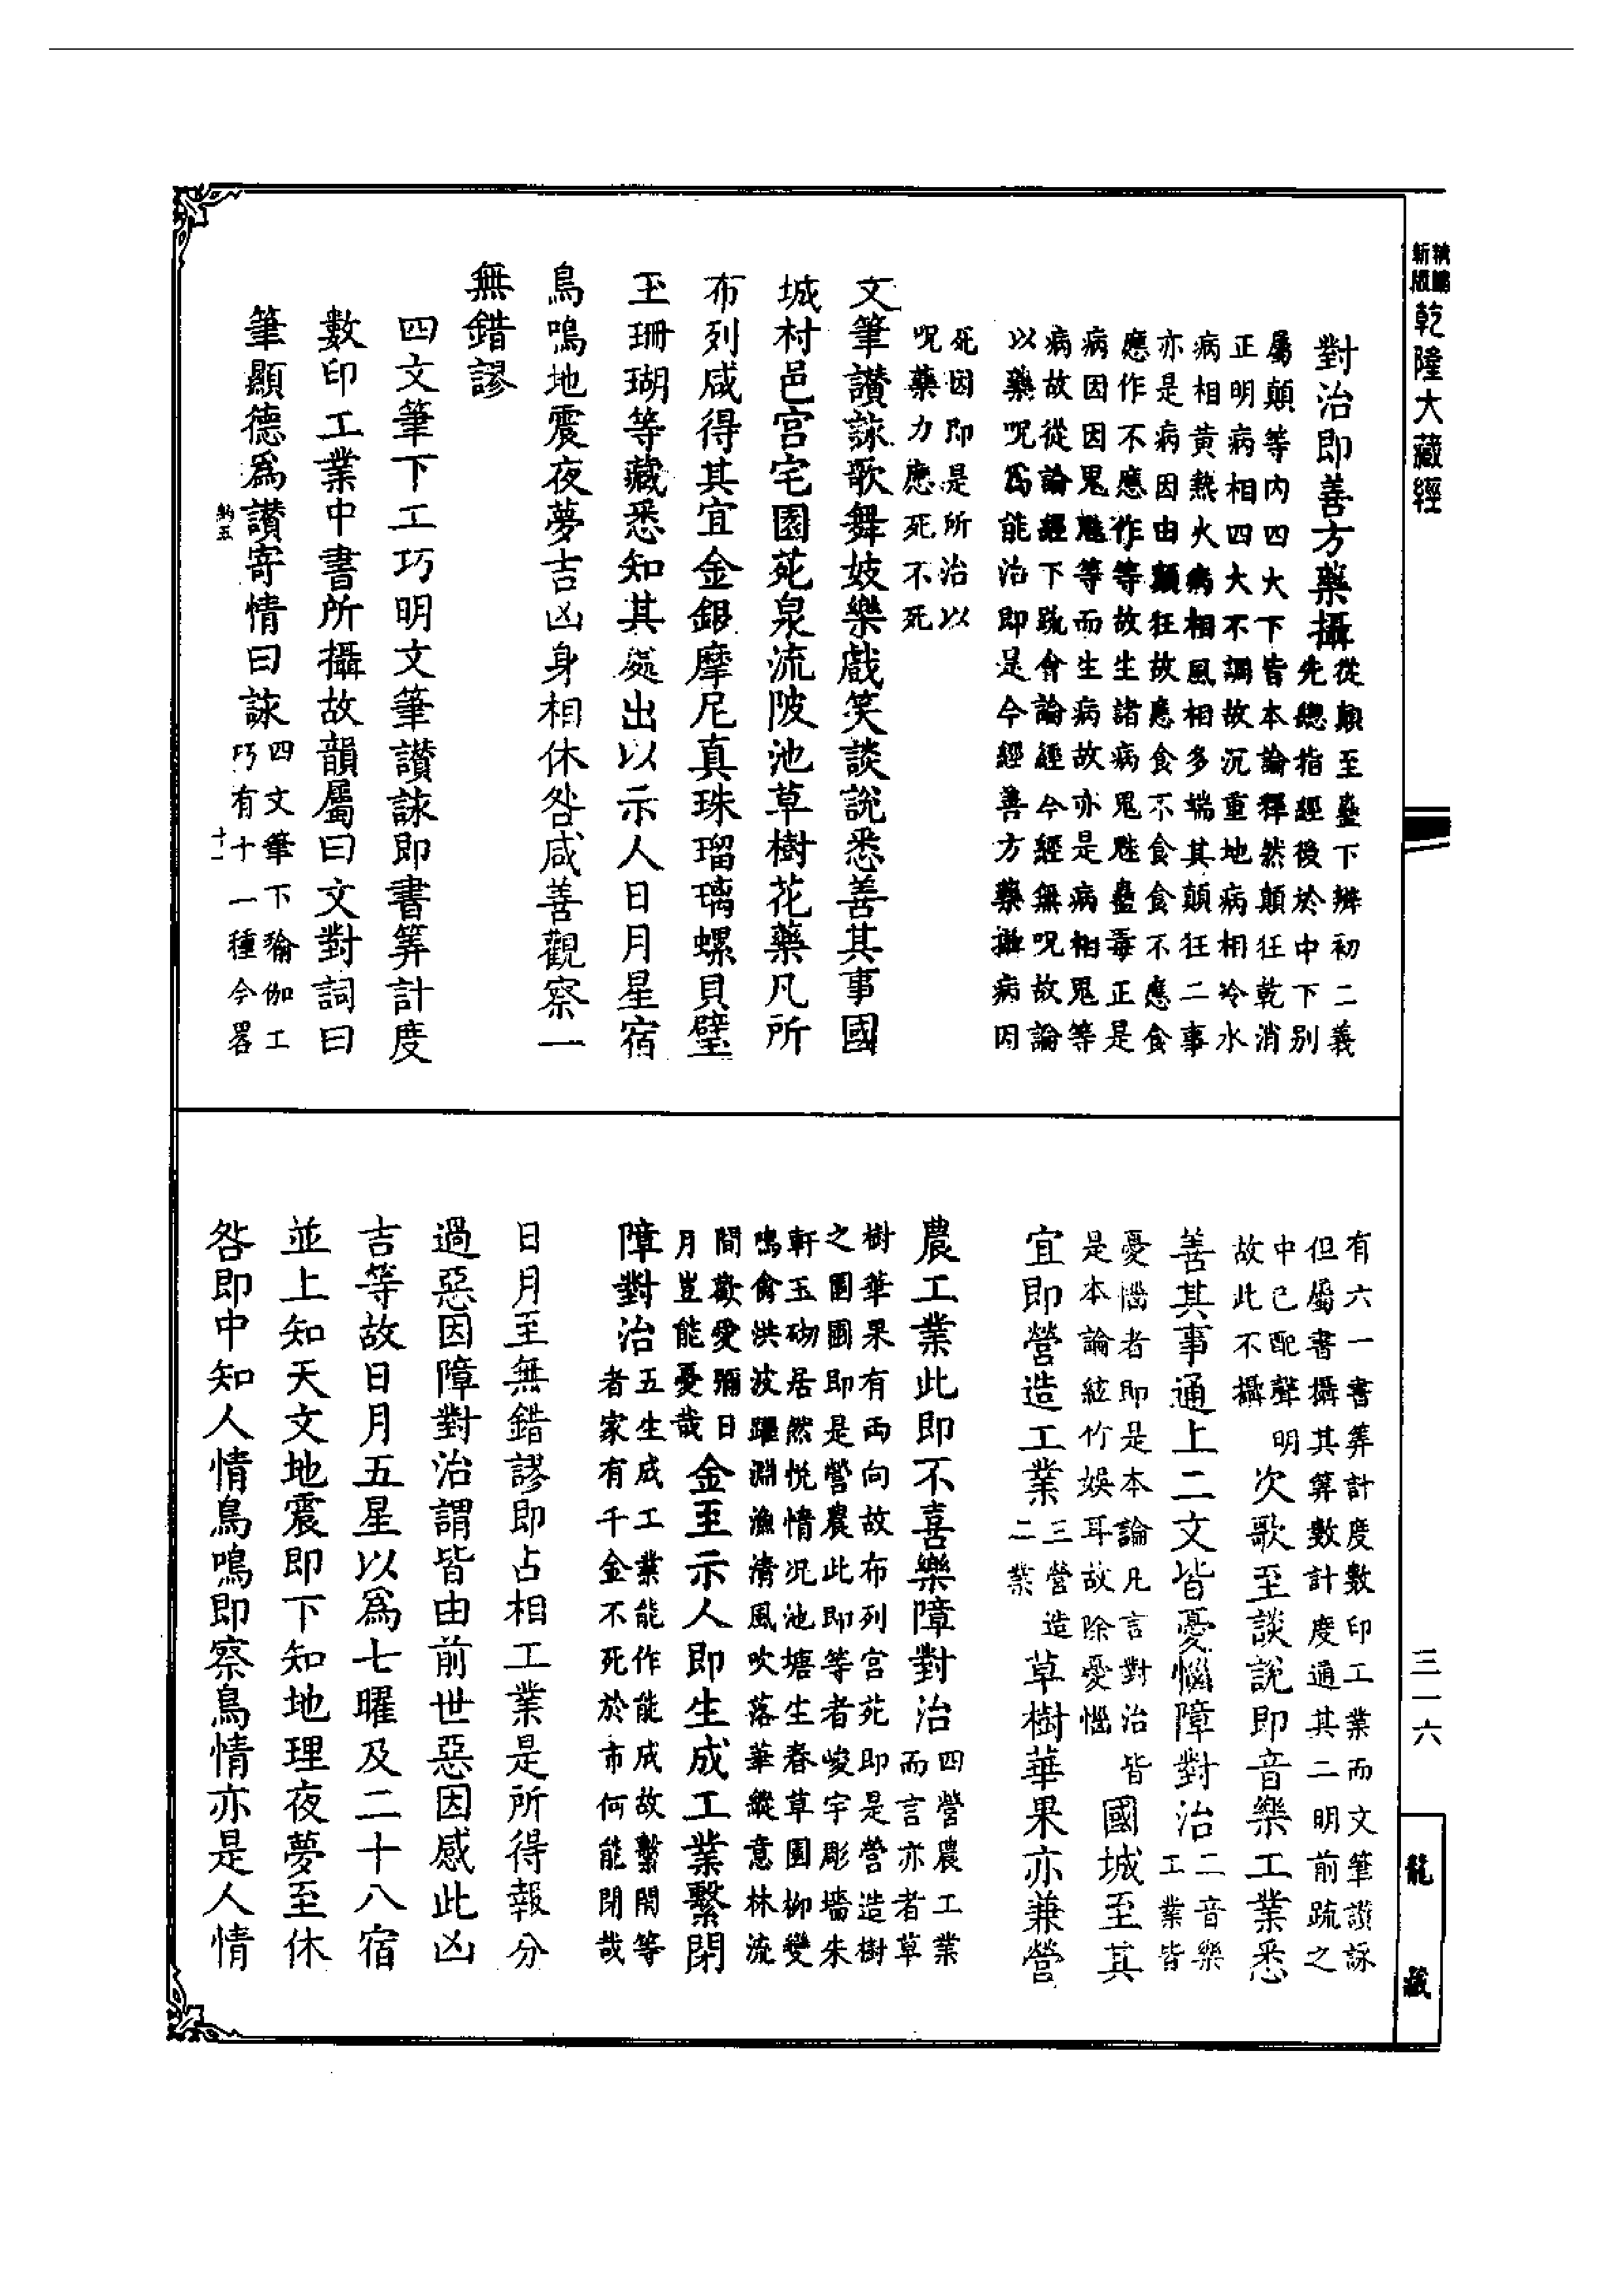 新版精編
乾隆大藏經
對治即善方藥攝從顛至蠱下辨初二義
先總指經後於中下別
屬顛等內四大下皆本論釋然顛狂乾消
正明病相四大不調故沉重地病相冷水
病相黃熱火病相風相多端其顛狂二事
亦是病因由顛狂故應食不食食不應食
應作不應作等故生諸病鬼魅蠱毒正是
病因因鬼魅等而生病故亦是病相鬼等
病故從論經下疏會論經今經無呪故論
以藥呪為能治即是今經善方藥攝病因
死因即是所治以
呪藥力應死不死
文筆讚詠歌舞妓樂戲笑談說悉善其事國
城村邑宮宅園苑泉流陂池草樹花藥凡所
布列咸得其宜金銀摩尼真珠瑠璃螺貝璧
玉珊瑚等藏悉知其處出以示人日月星宿
鳥鳴地震夜夢吉凶身相休咎咸善觀察一
無錯謬
四文筆下工巧明文筆讚詠即書筭計度
數印工業中書所攝故韻屬曰文對詞曰
筆顯德爲讚寄情曰詠四文筆下瑜伽工
巧有十一種今畧
納五
十一
有六一書筭計度數印工業而文筆讚詠
但屬書攝其筭數計度通其二明前疏之
中已配聲明
故此不攝
次歌至談說即音樂工業悉
善其事通上二文皆憂惱障對治二音樂
工業皆
憂惱者即是本論凡言對治皆
是本論絃竹娛耳故除憂惱
國城至其
宜即營造工業三營造
二業
草樹華果亦兼營
農工業此即不喜樂障對治四營農工業
而言亦者草
樹華果有兩向故布列宮苑即是營造樹
之園圃即是營農此即等者峻宇彫墻朱
軒玉砌居然悅情況池塘生春草園柳變
鳴禽洪波躍淵漁清風吹落華縱意林流
間歡愛彌日
月豈能憂哉
金玉示人即生成工業繫閉
障對治五生成工業能作能成故繫閉等
者家有千金不死於市何能閉哉
日月至無錯謬即占相工業是所得報分
過惡因障對治謂皆由前世惡因感此凶
吉等故日月五星以爲七曜及二十八宿
並上知天文地震即下知地理夜夢至休
咎即中知人情鳥鳴即察鳥情亦是人情
三一六
龍藏